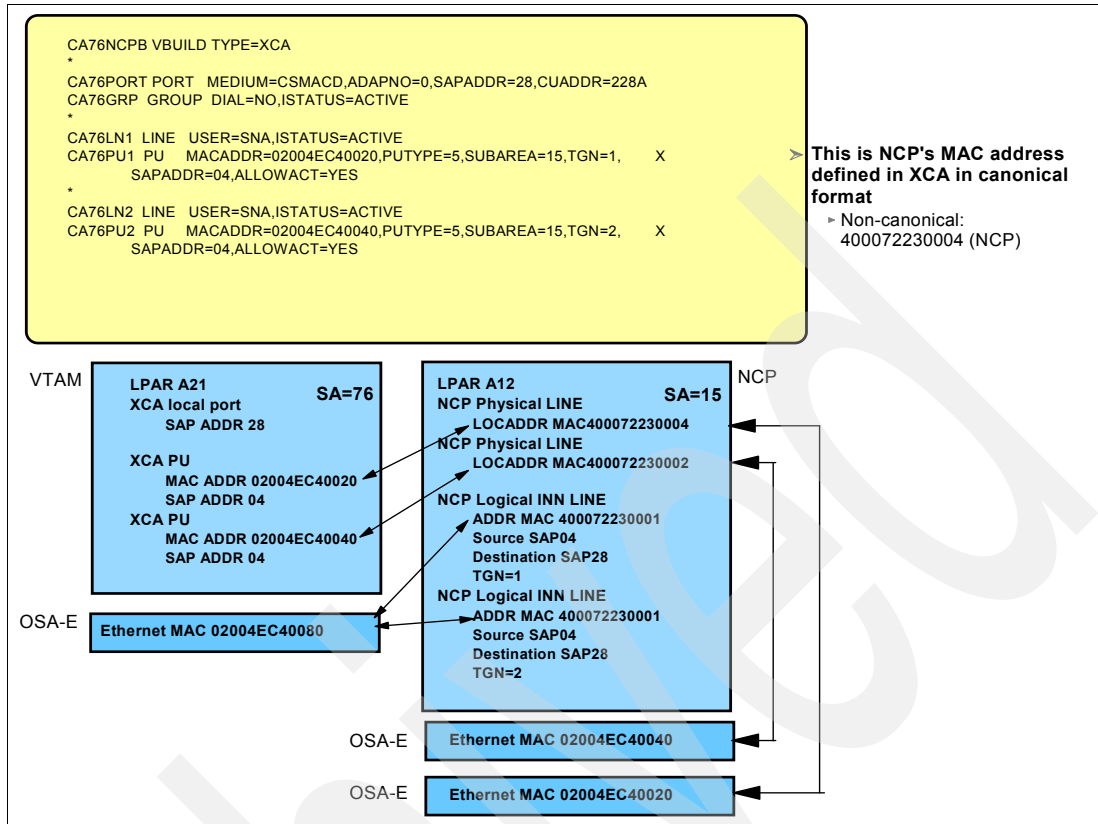 CA76NCPB VBUILD TYPE=XCA
*
CA76PORT PORT MEDIUM=CSMACD,ADAPNO=0,SAPADDR=28,CUADDR=228A
CA76GRP GROUP DIAL=NO,ISTATUS=ACTIVE
*
CA76LN1 LINE USER=SNA,ISTATUS=ACTIVE
CA76PU1 PU MACADDR=02004EC40020,PUTYPE=5,SUBAREA=15,TGN=1, X
SAPADDR=04,ALLOWACT=YES
*
CA76LN2 LINE USER=SNA,ISTATUS=ACTIVE
CA76PU2 PU MACADDR=02004EC40040,PUTYPE=5,SUBAREA=15,TGN=2, X
SAPADDR=04,ALLOWACT=YES
This is NCP's MAC address
defined in XCA in canonical
format
Non-canonical:
400072230004 (NCP)
VTAM
LPAR A21
SA=76
XCA local port
SAP ADDR 28
XCA PU
MAC ADDR 02004EC40020
SAP ADDR 04
XCA PU
MAC ADDR 02004EC40040
SAP ADDR 04
OSA-E
Ethernet MAC 02004EC40080
NCP
LPAR A12
SA=15
NCP Physical LINE
LOCADDR MAC400072230004
NCP Physical LINE
LOCADDR MAC400072230002
NCP Logical INN LINE
ADDR MAC 400072230001
Source SAP04
Destination SAP28
TGN=1
NCP Logical INN LINE
ADDR MAC 400072230001
Source SAP04
Destination SAP28
TGN=2
OSA-E
Ethernet MAC 02004EC40040
OSA-E
Ethernet MAC 02004EC40020